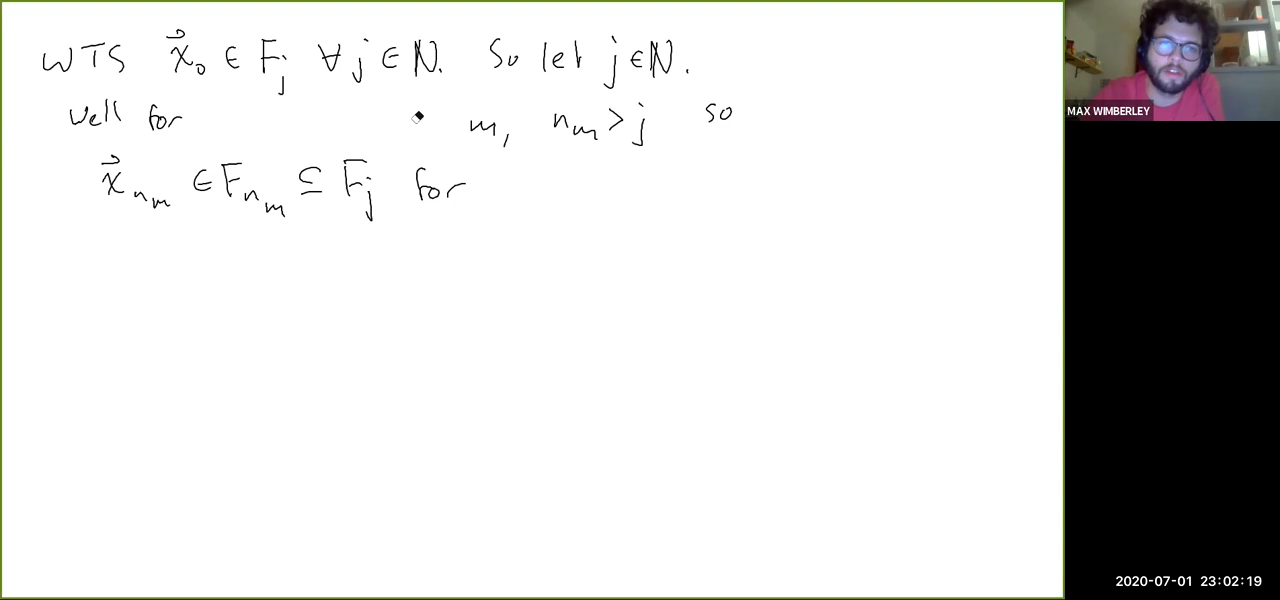 WTS x⃗₀ ∈ Fⱼ ∀ j ∈ ℕ. So let j ∈ ℕ.
well for m, nₘ > j so
x⃗ₙₘ ∈ Fₙₘ ⊆ Fⱼ for
MAX WIMBERLEY
2020-07-01 23:02:19